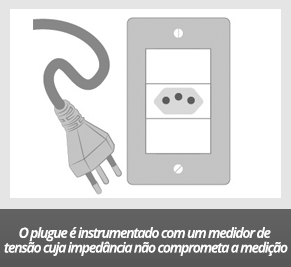 O plugue é instrumentado com um medidor de
tensão cuja impedância não comprometa a medição